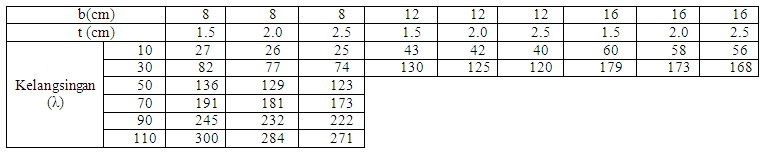 b(cm) 8 8 8 12 12 12 16 16 16
t (cm) 1.5 2.0 2.5 1.5 2.0 2.5 1.5 2.0 2.5
Kelangsingan (λ) 10 27 26 25 43 42 40 60 58 56
30 82 77 74 130 125 120 179 173 168
50 136 129 123
70 191 181 173
90 245 232 222
110 300 284 271